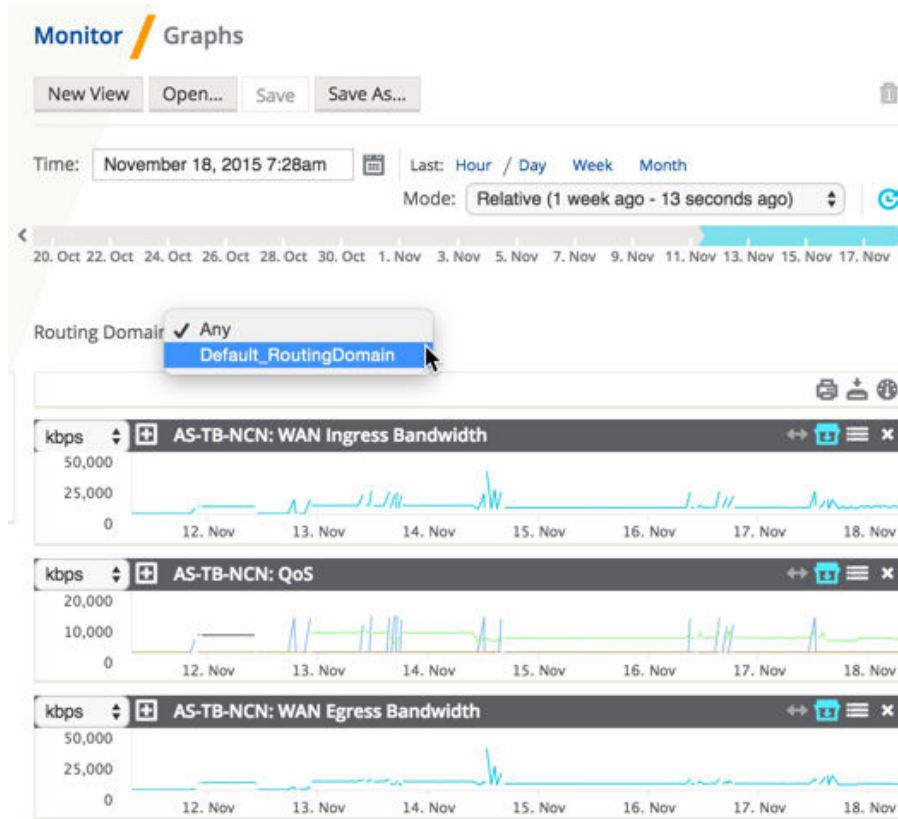 Monitor / Graphs
New View Open... Save Save As...
Time: November 18, 2015 7:28am Last: Hour / Day Week Month
Mode: Relative (1 week ago - 13 seconds ago)
20. Oct 22. Oct 24. Oct 26. Oct 28. Oct 30. Oct 1. Nov 3. Nov 5. Nov 7. Nov 9. Nov 11. Nov 13. Nov 15. Nov 17. Nov
Routing Domain ✓ Any
Default_RoutingDomain
kbps AS-TB-NCN: WAN Ingress Bandwidth
50,000
25,000
0
12. Nov 13. Nov 14. Nov 15. Nov 16. Nov 17. Nov 18. Nov
kbps AS-TB-NCN: QoS
20,000
10,000
0
12. Nov 13. Nov 14. Nov 15. Nov 16. Nov 17. Nov 18. Nov
kbps AS-TB-NCN: WAN Egress Bandwidth
50,000
25,000
0
12. Nov 13. Nov 14. Nov 15. Nov 16. Nov 17. Nov 18. Nov